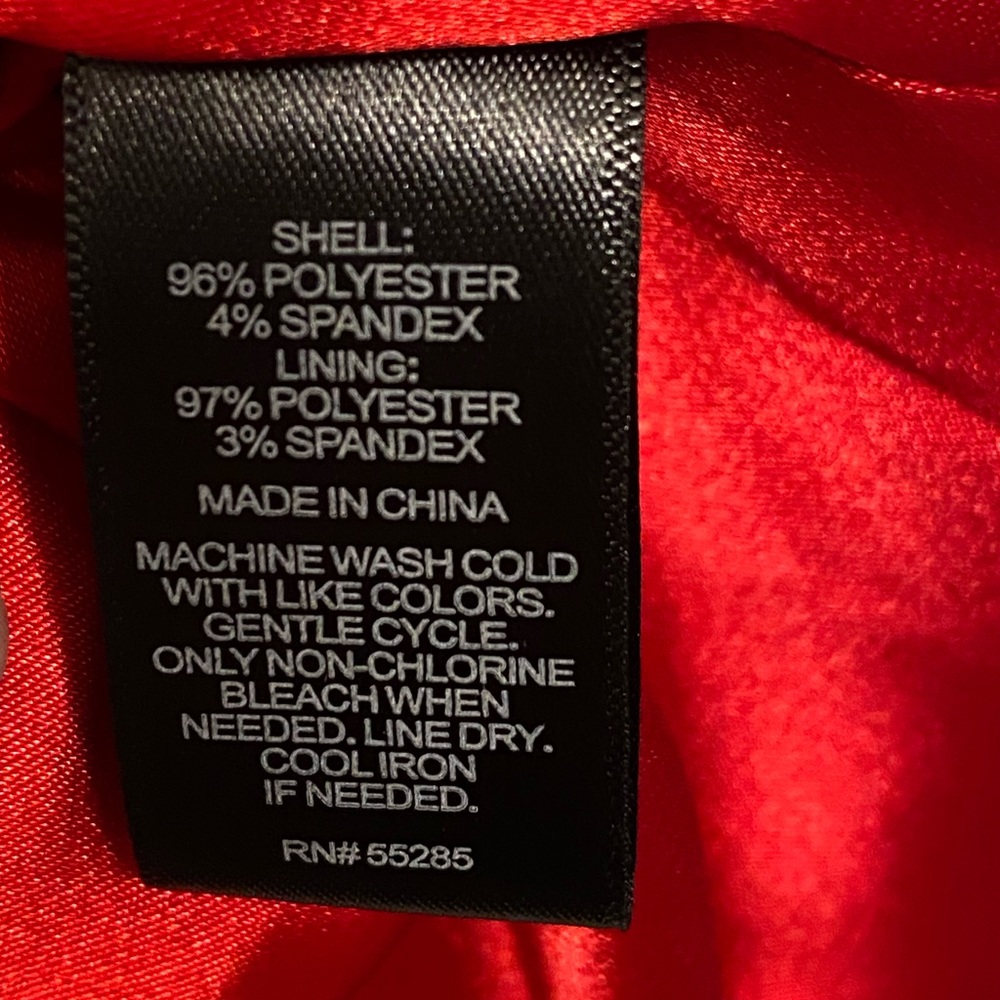 SHELL:
96% POLYESTER
4% SPANDEX
LINING:
97% POLYESTER
3% SPANDEX
MADE IN CHINA
MACHINE WASH COLD
WITH LIKE COLORS.
GENTLE CYCLE.
ONLY NON-CHLORINE
BLEACH WHEN
NEEDED. LINE DRY.
COOL IRON
IF NEEDED.
RN# 55285